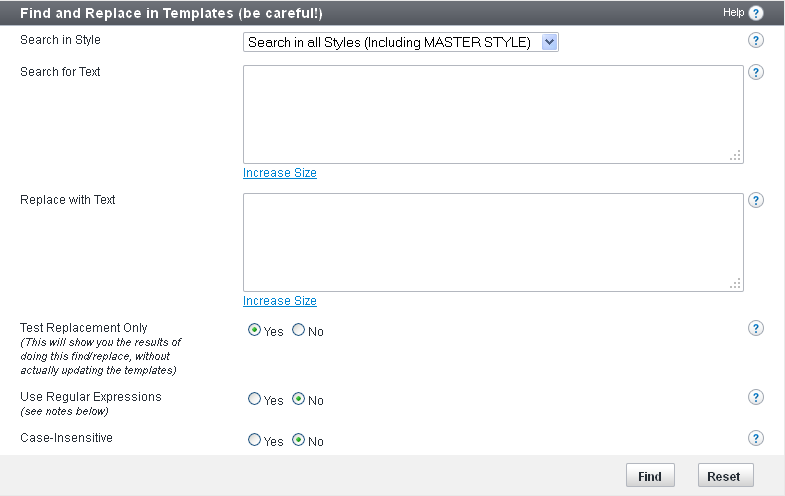 Find and Replace in Templates (be careful!) Help ?
Search in Style Search in all Styles (Including MASTER STYLE) ?
Search for Text ?
Increase Size
Replace with Text ?
Increase Size
Test Replacement Only Yes No ?
(This will show you the results of
doing this find/replace, without
actually updating the templates)
Use Regular Expressions Yes No ?
(see notes below)
Case-Insensitive Yes No ?
Find Reset